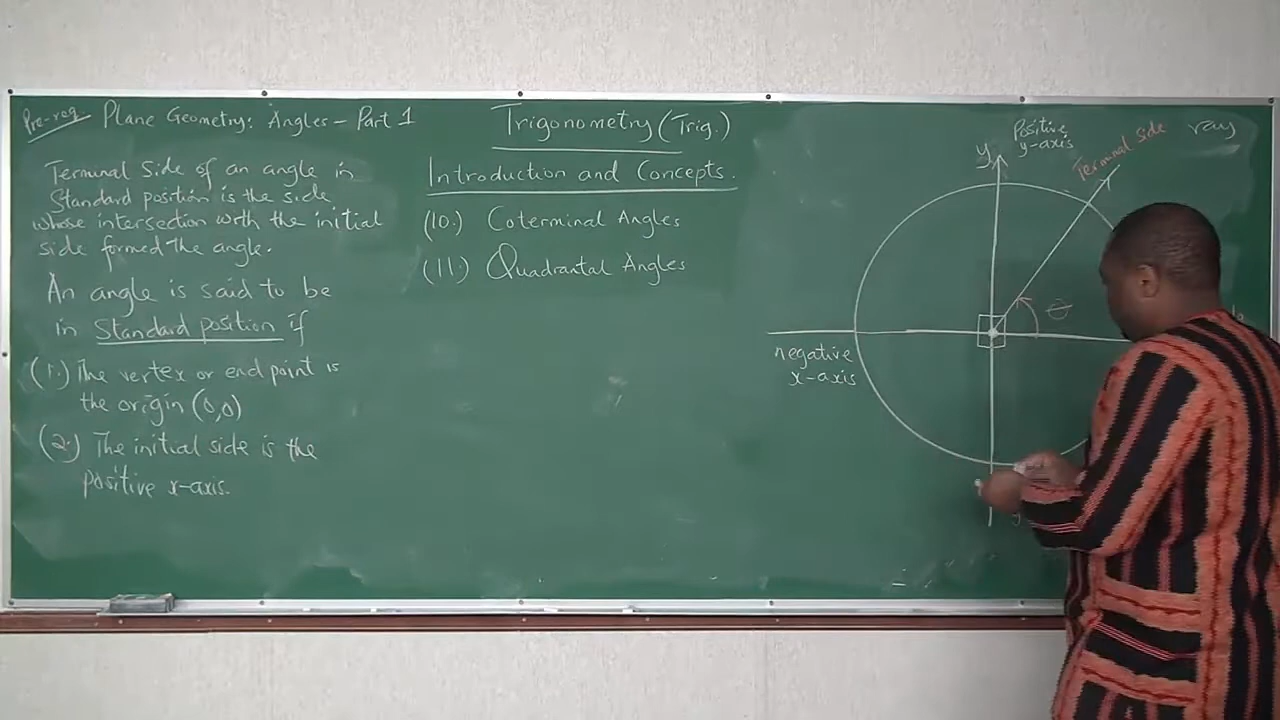 Pre-req Plane Geometry: Angles – Part 1
Terminal Side of an angle in
Standard position is the side
whose intersection with the initial
side formed the angle.
An angle is said to be
in Standard position if
(1.) The vertex or end point is
the origin (0,0)
(2.) The initial side is the
positive x-axis.
Trigonometry (Trig.)
Introduction and Concepts.
(10.) Coterminal Angles
(11.) Quadrantal Angles
y
Positive
y-axis
Terminal side
ray
θ
negative
x-axis